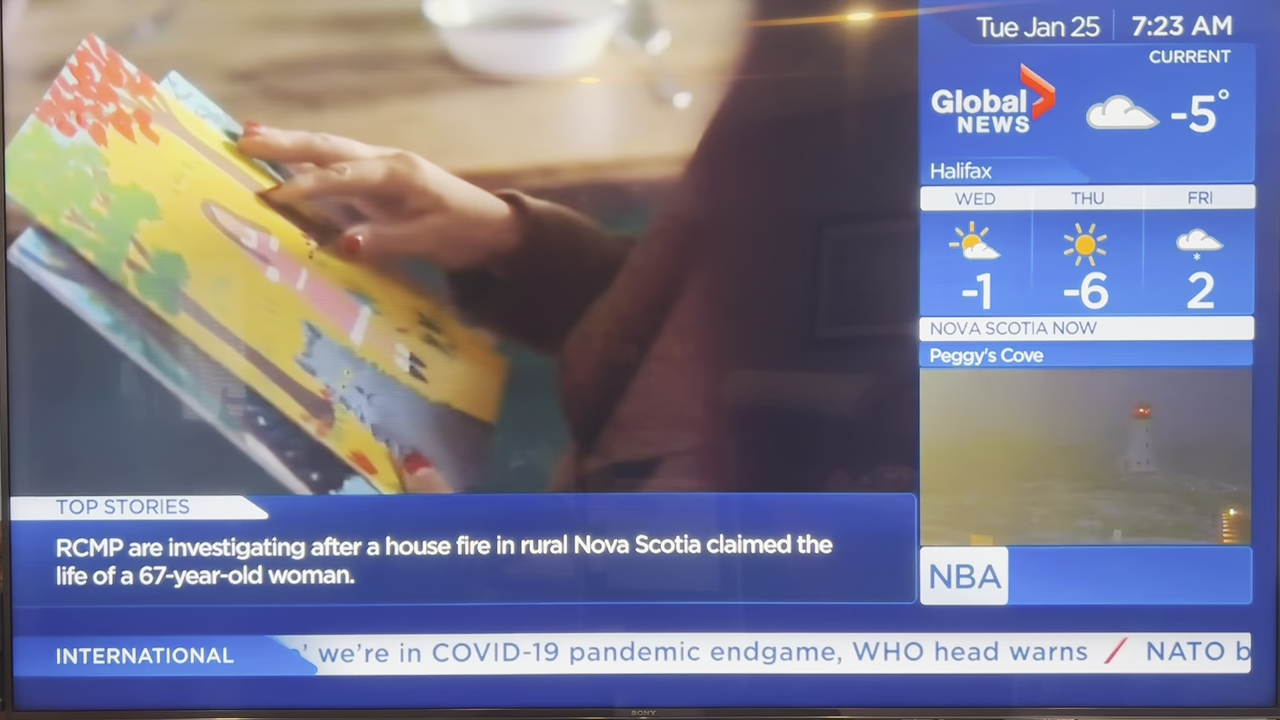 Tue Jan 25
7:23 AM
CURRENT
Global
NEWS
-5°
Halifax
WED THU FRI
-1 -6 2
NOVA SCOTIA NOW
Peggy's Cove
TOP STORIES
RCMP are investigating after a house fire in rural Nova Scotia claimed the
life of a 67-year-old woman.
NBA
INTERNATIONAL
' we're in COVID-19 pandemic endgame, WHO head warns / NATO b
SONY